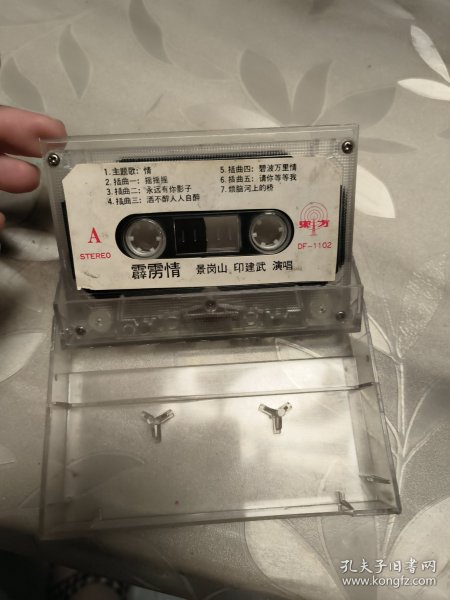 1.主题歌：情
2.插曲一：摇摇摇
3.插曲二：永远有你影子
4.插曲三：酒不醉人人自醉
5.插曲四：碧波万里情
6.插曲五：请你等等我
7.烦脑河上的桥
A
STEREO
東方
DF-1102
霹雳情 景岗山 印建武 演唱
孔夫子旧书网
www.kongfz.com